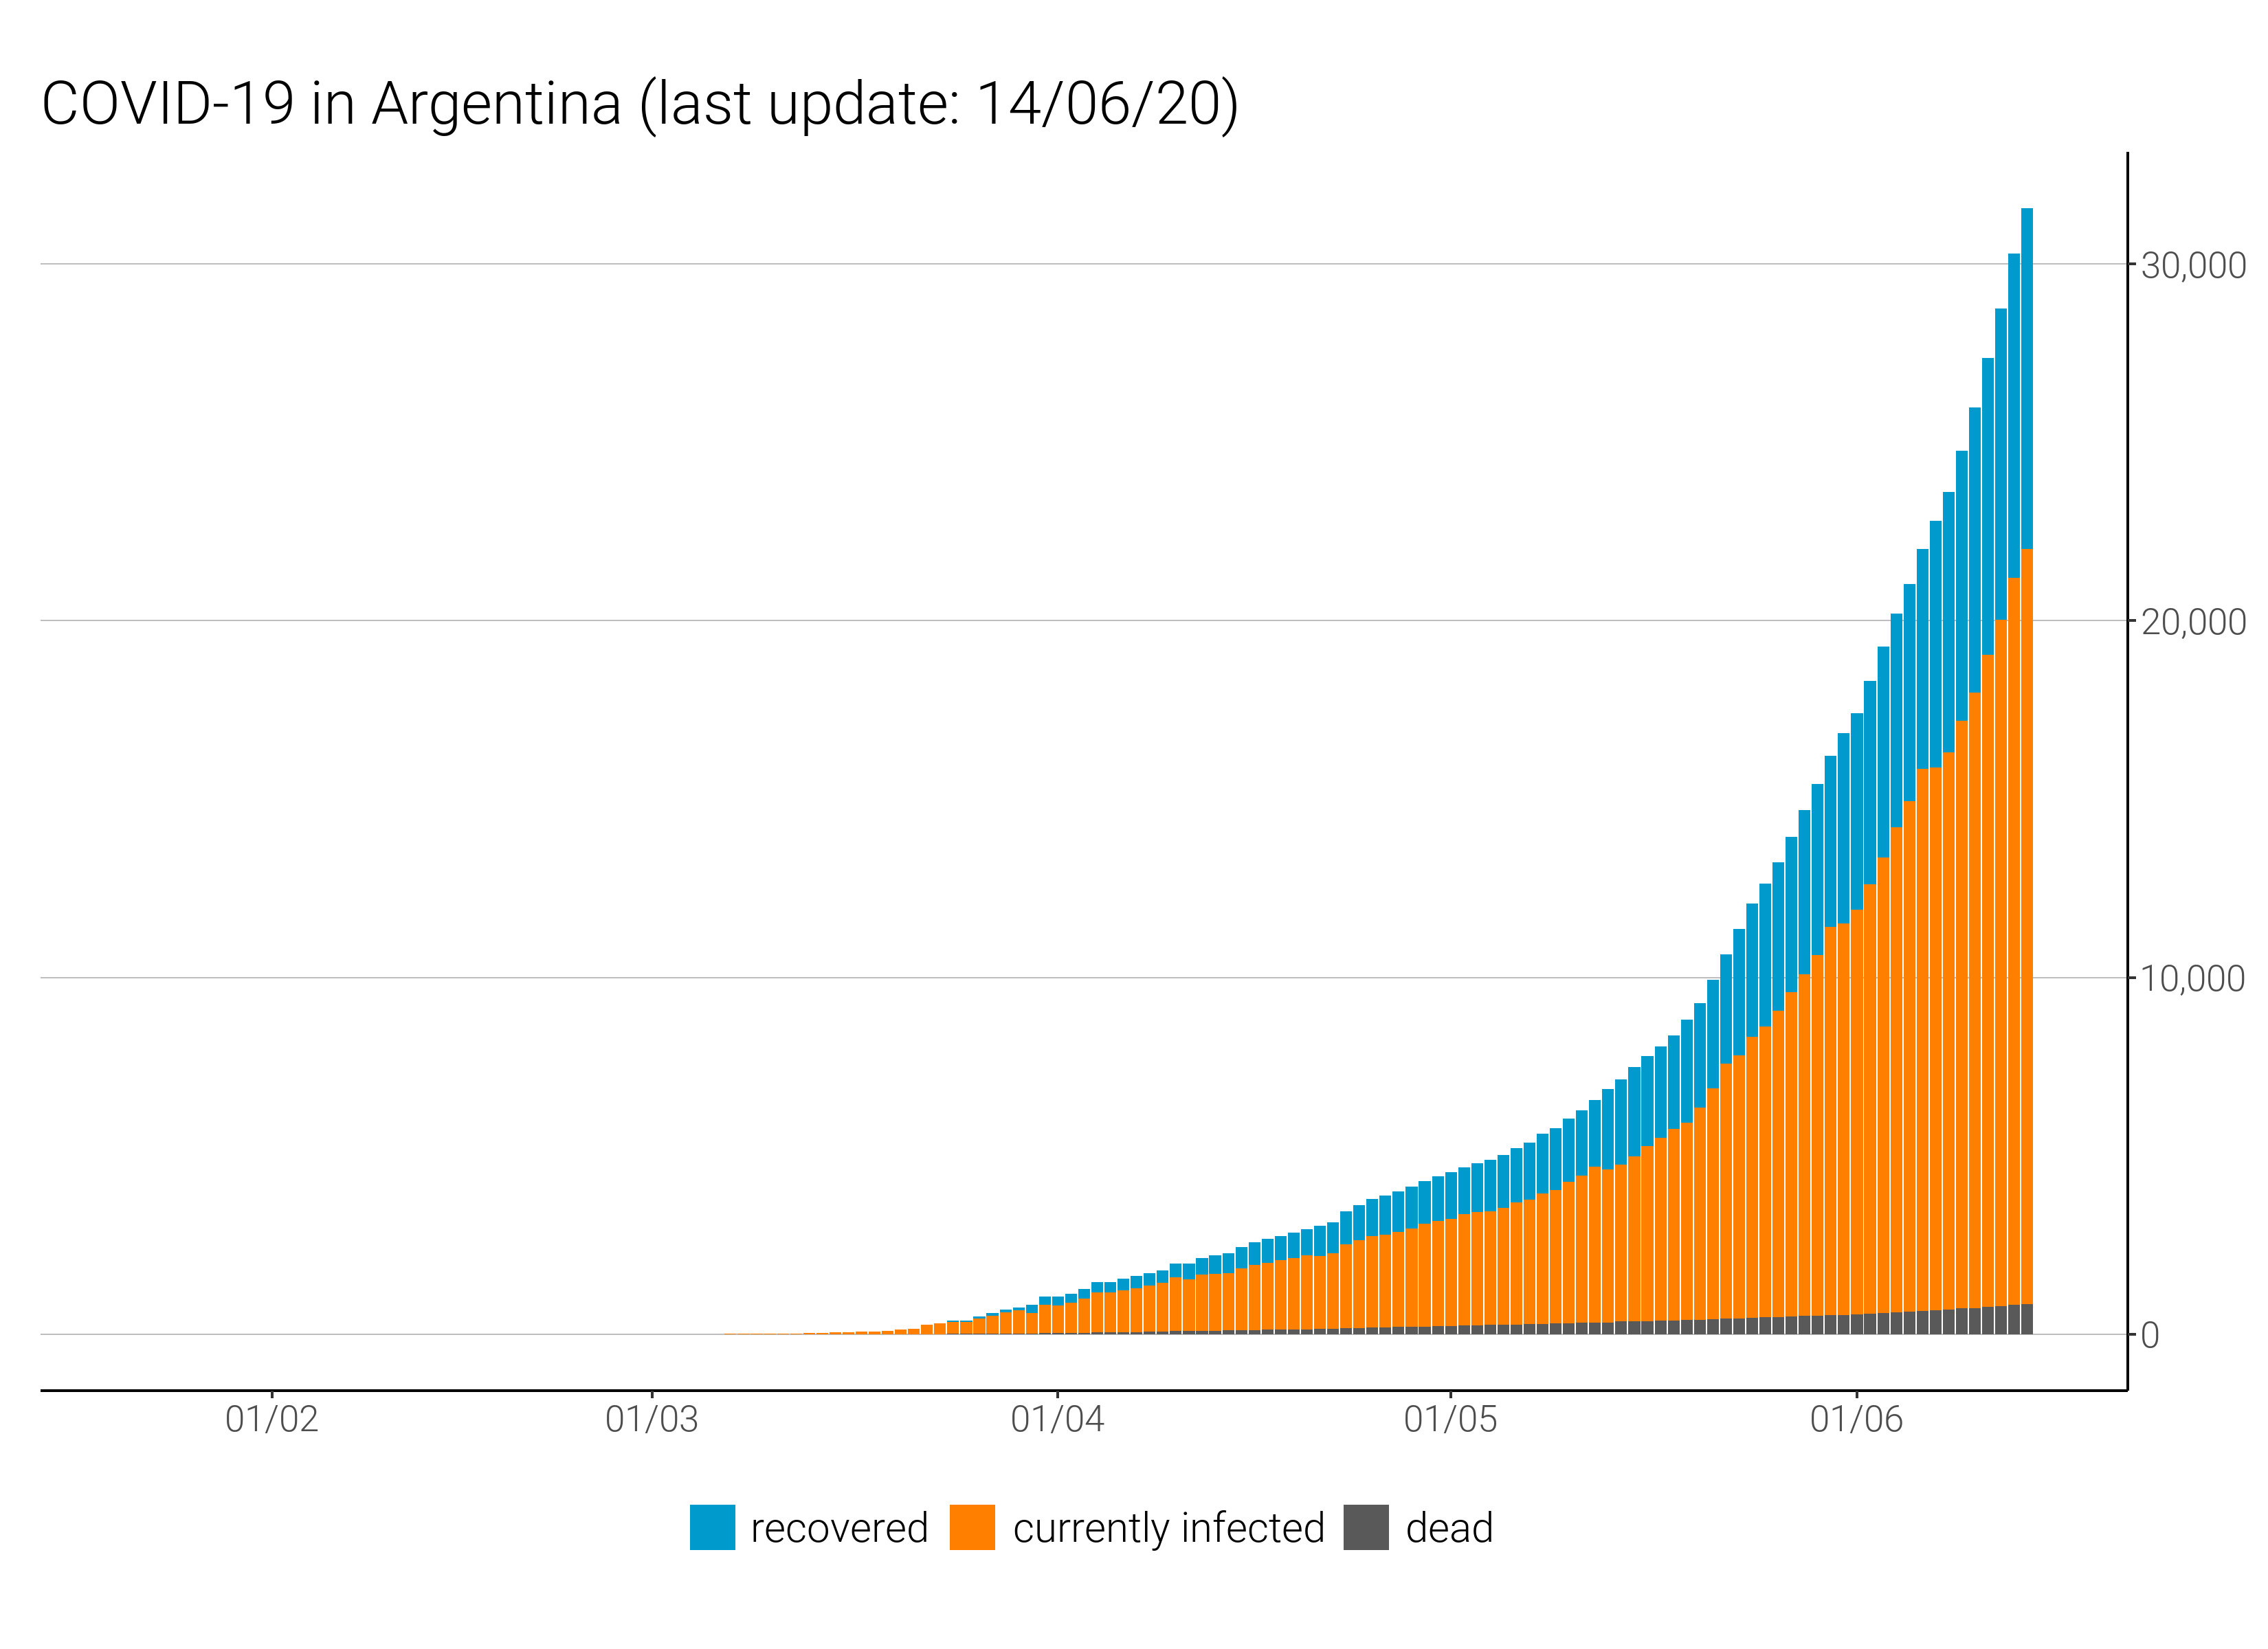 COVID-19 in Argentina (last update: 14/06/20)
30,000
20,000
10,000
0
01/02 01/03 01/04 01/05 01/06
recovered currently infected dead